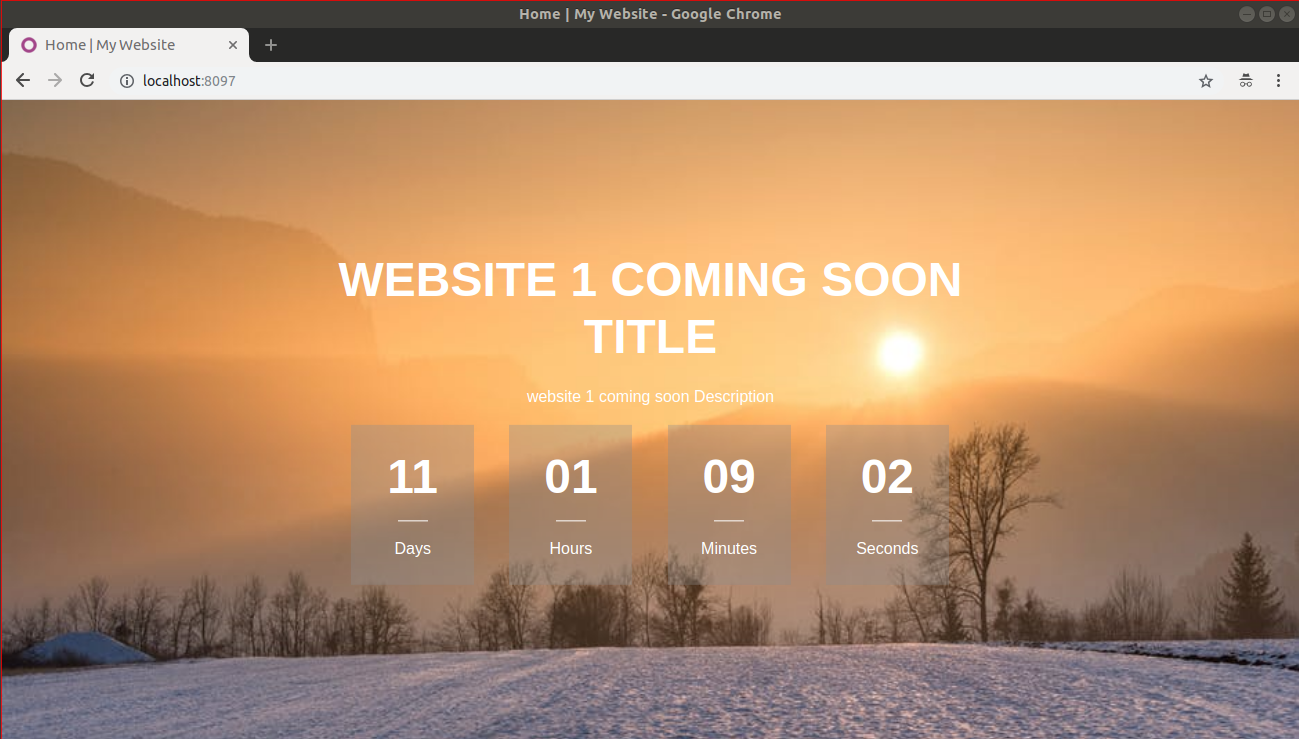 Home | My Website - Google Chrome
Home | My Website
localhost:8097
WEBSITE 1 COMING SOON
TITLE
website 1 coming soon Description
11 01 09 02
Days Hours Minutes Seconds